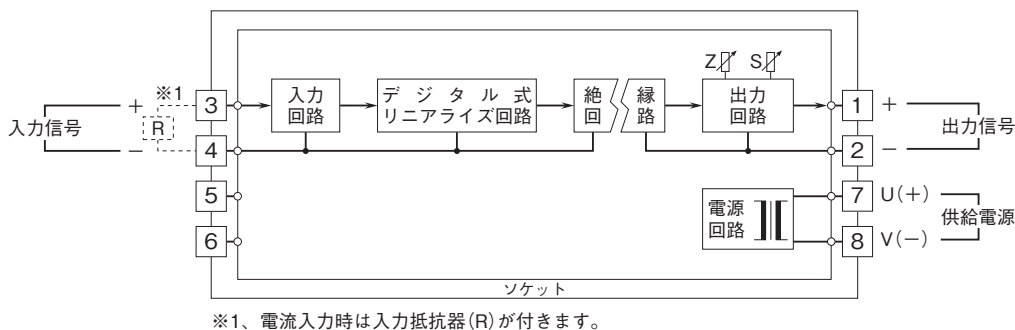 Z S
※1
3
入力
回路
デジタル式
リニアライズ回路
絶 縁
回 路
出力
回路
1
+
+
入力信号
R
−
4
出力信号
2
−
5
6
電源
回路
7
U(+)
供給電源
8
V(−)
ソケット
※1、電流入力時は入力抵抗器(R)が付きます。